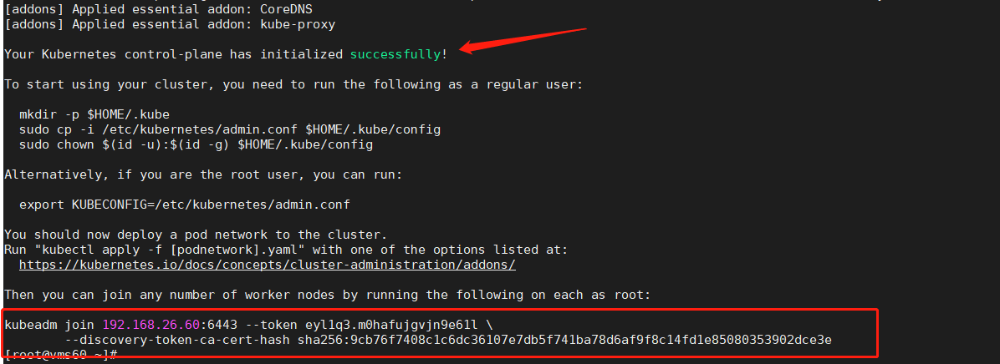 [addons] Applied essential addon: CoreDNS
[addons] Applied essential addon: kube-proxy
Your Kubernetes control-plane has initialized successfully!
To start using your cluster, you need to run the following as a regular user:
mkdir -p $HOME/.kube
sudo cp -i /etc/kubernetes/admin.conf $HOME/.kube/config
sudo chown $(id -u):$(id -g) $HOME/.kube/config
Alternatively, if you are the root user, you can run:
export KUBECONFIG=/etc/kubernetes/admin.conf
You should now deploy a pod network to the cluster.
Run "kubectl apply -f [podnetwork].yaml" with one of the options listed at:
https://kubernetes.io/docs/concepts/cluster-administration/addons/
Then you can join any number of worker nodes by running the following on each as root:
kubeadm join 192.168.26.60:6443 --token eyl1q3.m0hafujgvjn9e61l \
--discovery-token-ca-cert-hash sha256:9cb76f7408c1c6dc36107e7db5f741ba78d6af9f8c14fd1e85080353902dce3e
[root@vms60 ~]#